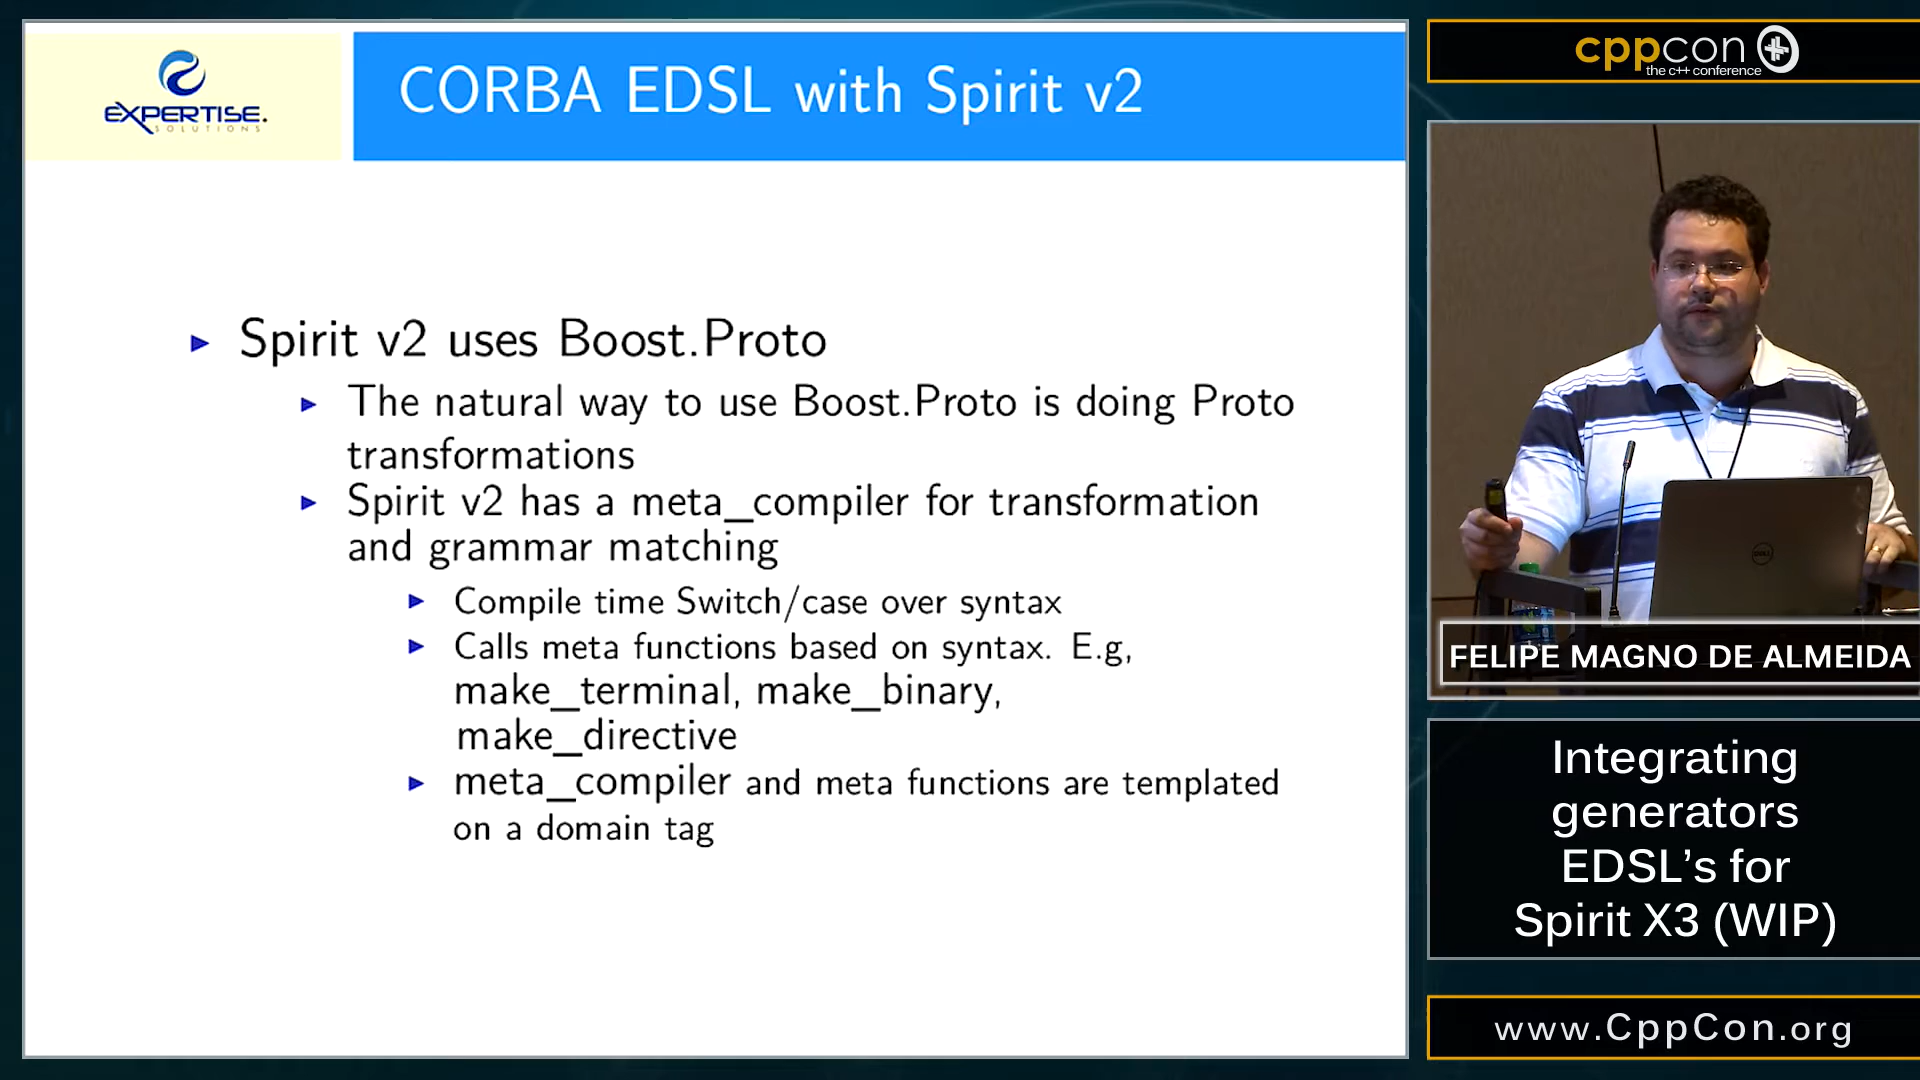 EXPERTISE.
SOLUTIONS
CORBA EDSL with Spirit v2
Spirit v2 uses Boost.Proto
The natural way to use Boost.Proto is doing Proto
transformations
Spirit v2 has a meta_compiler for transformation
and grammar matching
Compile time Switch/case over syntax
Calls meta functions based on syntax. E.g,
make_terminal, make_binary,
make_directive
meta_compiler and meta functions are templated
on a domain tag
cppcon
the c++ conference
DELL
FELIPE MAGNO DE ALMEIDA
Integrating
generators
EDSL's for
Spirit X3 (WIP)
www.CppCon.org